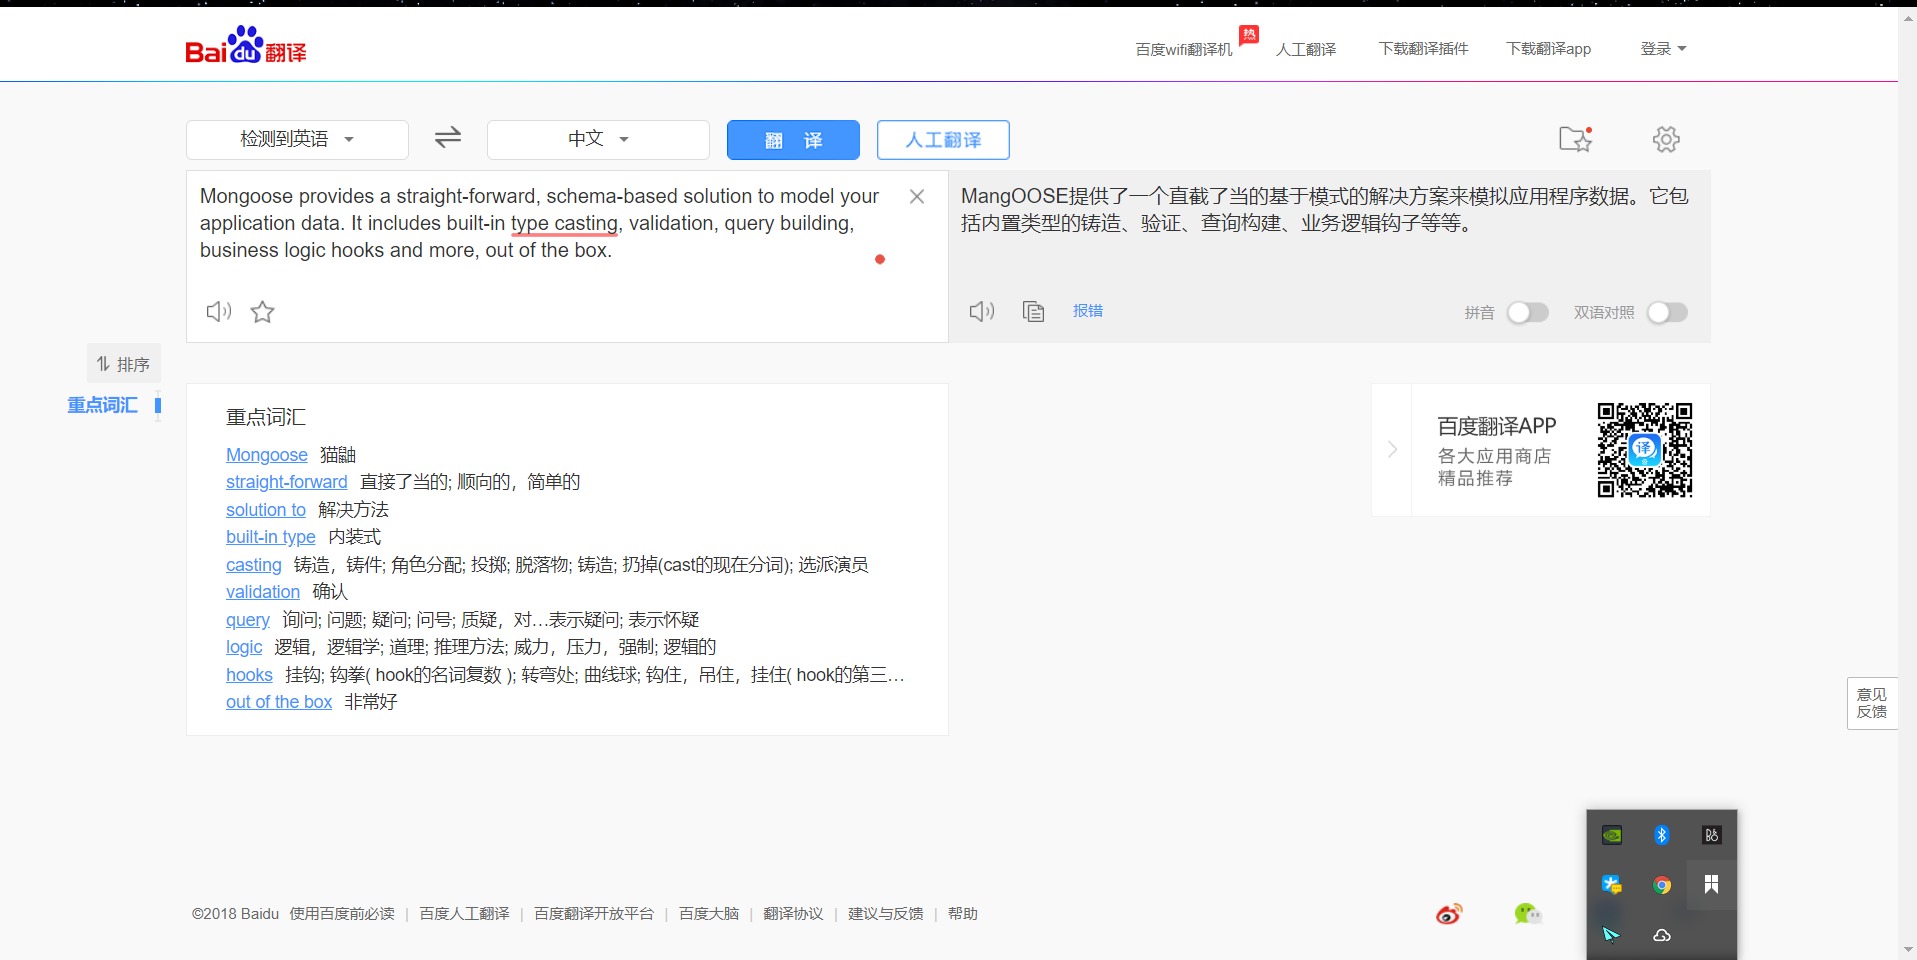 Baidu翻译
百度wifi翻译机
热
人工翻译
下载翻译插件
下载翻译app
登录
检测到英语
中文
翻 译
人工翻译
Mongoose provides a straight-forward, schema-based solution to model your
application data. It includes built-in type casting, validation, query building,
business logic hooks and more, out of the box.
MangOOSE提供了一个直截了当的基于模式的解决方案来模拟应用程序数据。它包
括内置类型的铸造、验证、查询构建、业务逻辑钩子等等。
报错
拼音
双语对照
排序
重点词汇
重点词汇
Mongoose 猫鼬
straight-forward 直接了当的; 顺向的，简单的
solution to 解决方法
built-in type 内装式
casting 铸造，铸件; 角色分配; 投掷; 脱落物; 铸造; 扔掉(cast的现在分词); 选派演员
validation 确认
query 询问; 问题; 疑问; 问号; 质疑，对…表示疑问; 表示怀疑
logic 逻辑，逻辑学; 道理; 推理方法; 威力，压力，强制; 逻辑的
hooks 挂钩; 钩拳( hook的名词复数 ); 转弯处; 曲线球; 钩住，吊住，挂住( hook的第三…
out of the box 非常好
百度翻译APP
各大应用商店
精品推荐
译
意见
反馈
©2018 Baidu 使用百度前必读 | 百度人工翻译 | 百度翻译开放平台 | 百度大脑 | 翻译协议 | 建议与反馈 | 帮助